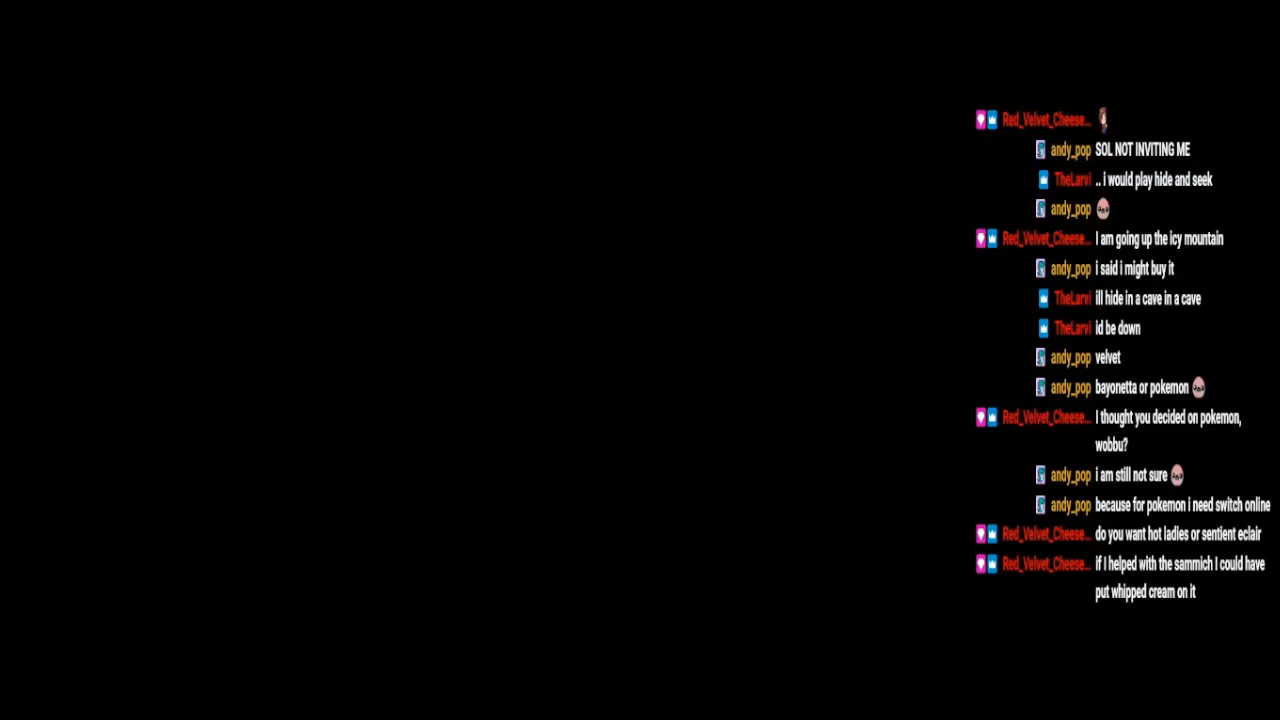 Red_Velvet_Cheese...
andy_pop SOL NOT INVITING ME
TheLarvi .. i would play hide and seek
andy_pop
Red_Velvet_Cheese... I am going up the icy mountain
andy_pop i said i might buy it
TheLarvi ill hide in a cave in a cave
TheLarvi id be down
andy_pop velvet
andy_pop bayonetta or pokemon
Red_Velvet_Cheese... I thought you decided on pokemon,
wobbu?
andy_pop i am still not sure
andy_pop because for pokemon i need switch online
Red_Velvet_Cheese... do you want hot ladies or sentient eclair
Red_Velvet_Cheese... if I helped with the sammich I could have
put whipped cream on it